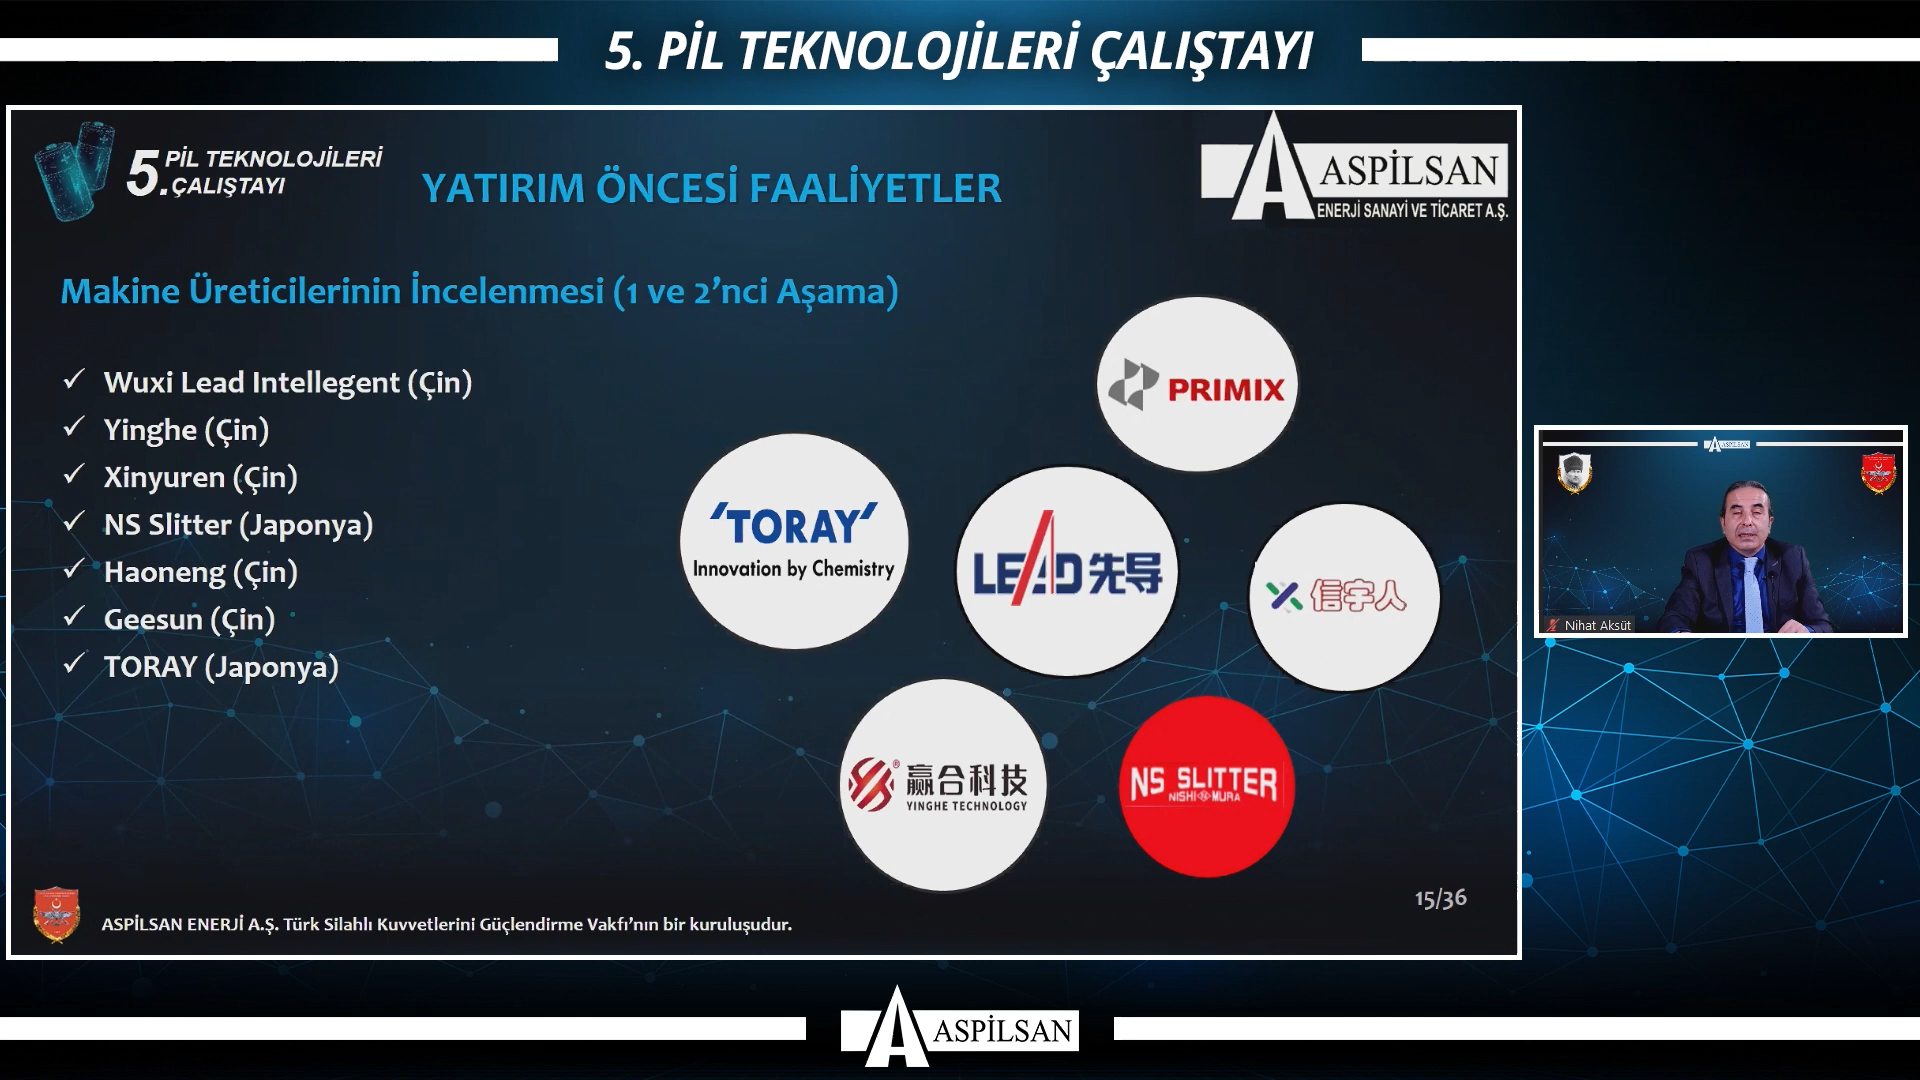 5. PİL TEKNOLOJİLERİ ÇALIŞTAYI
5. PİL TEKNOLOJİLERİ
ÇALIŞTAYI
YATIRIM ÖNCESİ FAALİYETLER
ASPİLSAN
ENERJİ SANAYİ VE TİCARET A.Ş.
Makine Üreticilerinin İncelenmesi (1 ve 2’nci Aşama)
✓ Wuxi Lead Intellegent (Çin)
✓ Yinghe (Çin)
✓ Xinyuren (Çin)
✓ NS Slitter (Japonya)
✓ Haoneng (Çin)
✓ Geesun (Çin)
✓ TORAY (Japonya)
PRIMIX
'TORAY'
Innovation by Chemistry
LEAD 先导
信宇人
赢合科技
YINGHE TECHNOLOGY
NS SLITTER
NISHI MURA
15/36
ASPİLSAN ENERJİ A.Ş. Türk Silahlı Kuvvetlerini Güçlendirme Vakfı’nın bir kuruluşudur.
ASPİLSAN
Nihat Aksüt
ASPİLSAN